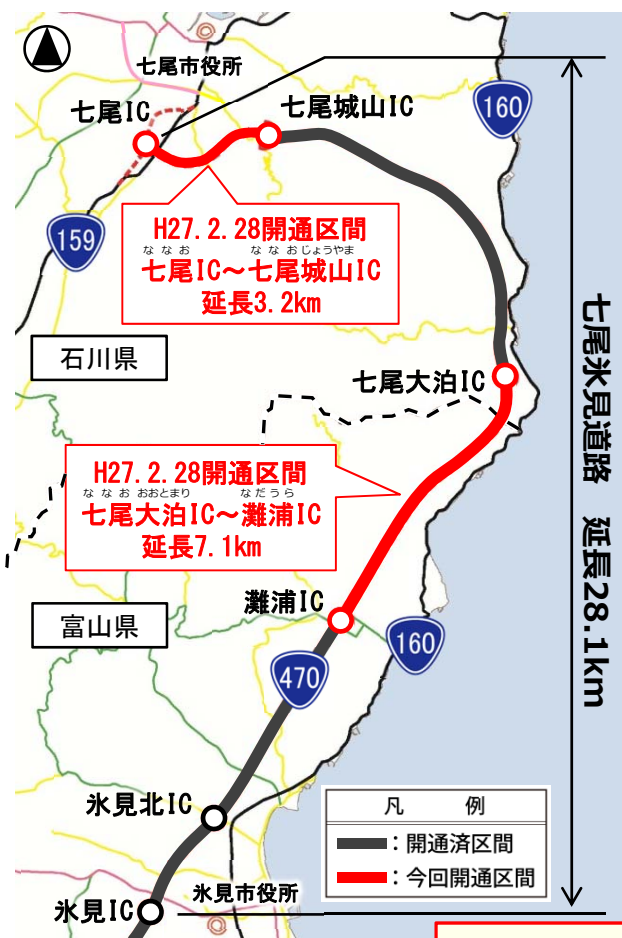 七尾市役所
七尾IC
七尾城山IC
160
159
H27.2.28開通区間
ななお ななおじょうやま
七尾IC～七尾城山IC
延長3.2km
石川県
七尾大泊IC
七尾氷見道路 延長28.1km
H27.2.28開通区間
ななおおおとまり なだうら
七尾大泊IC～灘浦IC
延長7.1km
灘浦IC
富山県
160
470
氷見北IC
凡 例
：開通済区間
：今回開通区間
氷見市役所
氷見IC